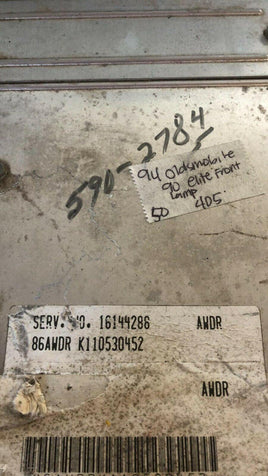 590-2784
94 Oldsmobile
90 Elite Front
Lamp
50 405
SERV. NO. 16144286 AWDR
86AWDR K110530452
AWDR